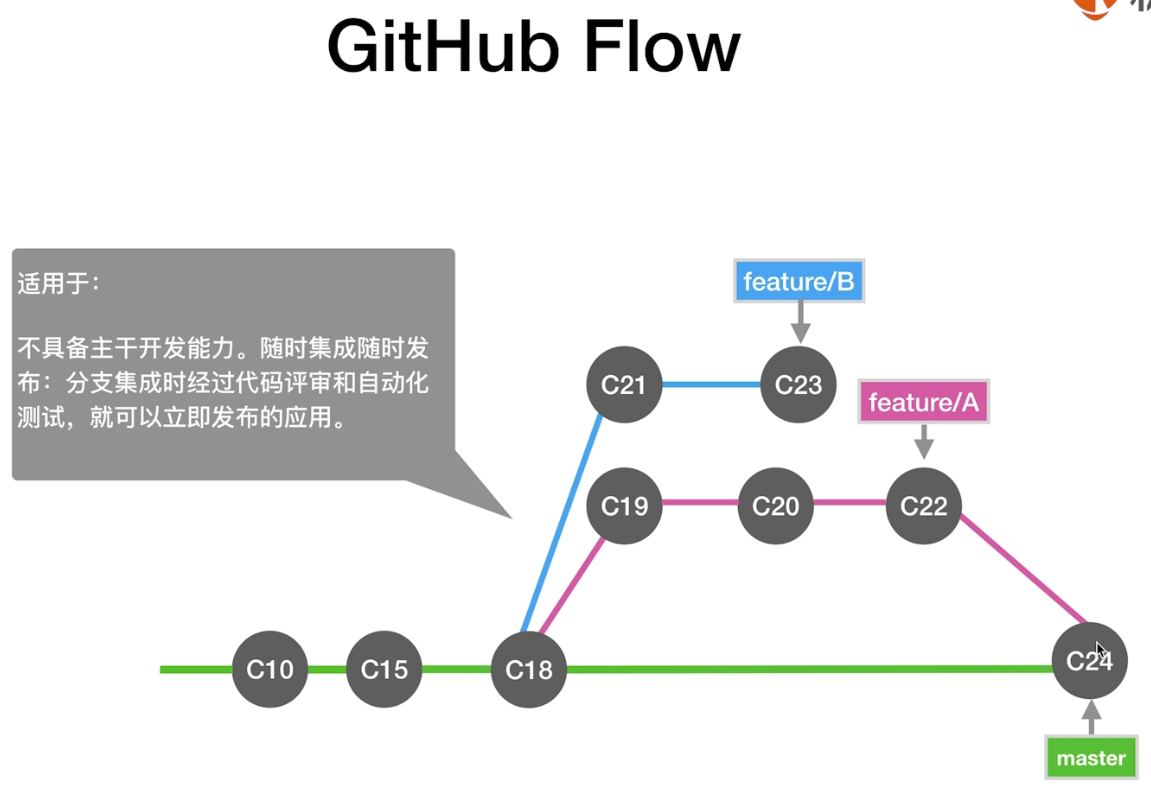 GitHub Flow
适用于：
不具备主干开发能力。随时集成随时发
布：分支集成时经过代码评审和自动化
测试，就可以立即发布的应用。
feature/B
C21
C23
feature/A
C19
C20
C22
C10
C15
C18
C24
master